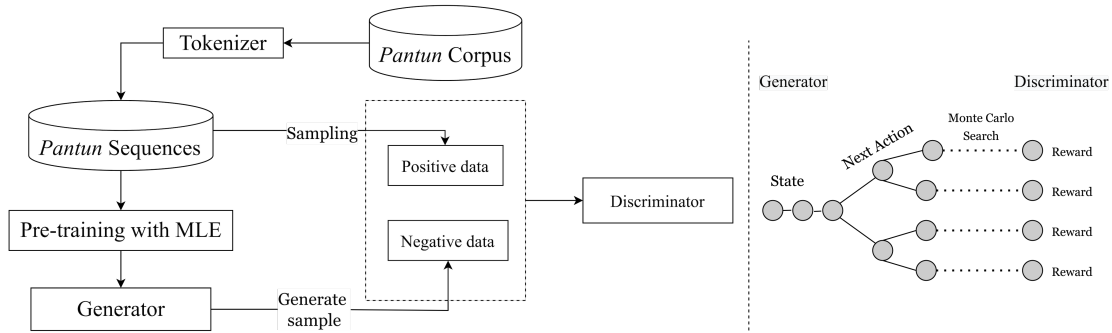 Tokenizer
Pantun Corpus
Pantun Sequences
Sampling
Positive data
Pre-training with MLE
Negative data
Discriminator
Generator
Generate
sample
Generator
Discriminator
Monte Carlo
Search
Next Action
State
Reward
Reward
Reward
Reward